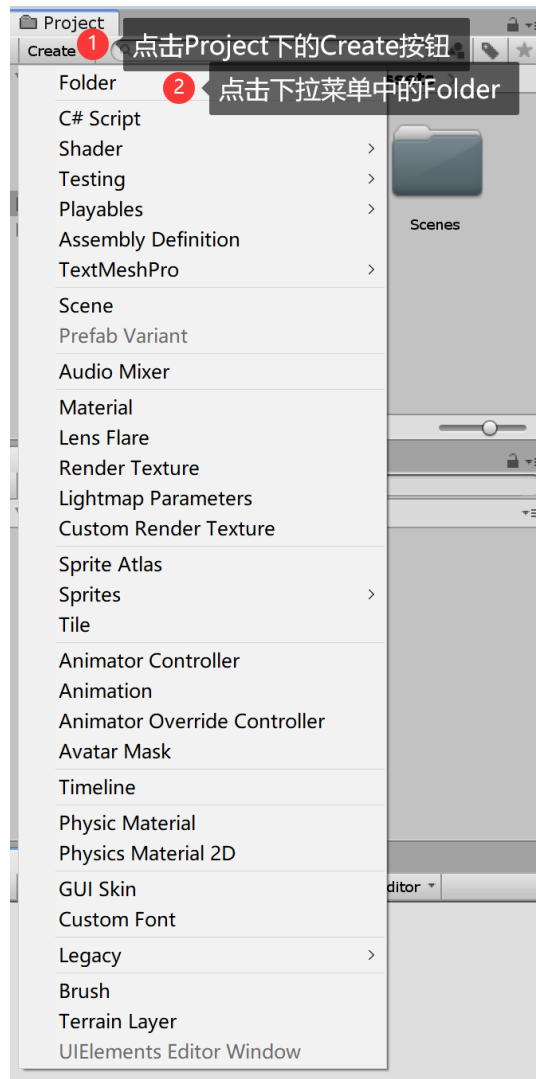 Project
Create
1 点击Project下的Create按钮
Folder
2 点击下拉菜单中的Folder
C# Script
Shader
Testing
Playables
Scenes
Assembly Definition
TextMeshPro
Scene
Prefab Variant
Audio Mixer
Material
Lens Flare
Render Texture
Lightmap Parameters
Custom Render Texture
Sprite Atlas
Sprites
Tile
Animator Controller
Animation
Animator Override Controller
Avatar Mask
Timeline
Physic Material
Physics Material 2D
GUI Skin
ditor
Custom Font
Legacy
Brush
Terrain Layer
UIElements Editor Window